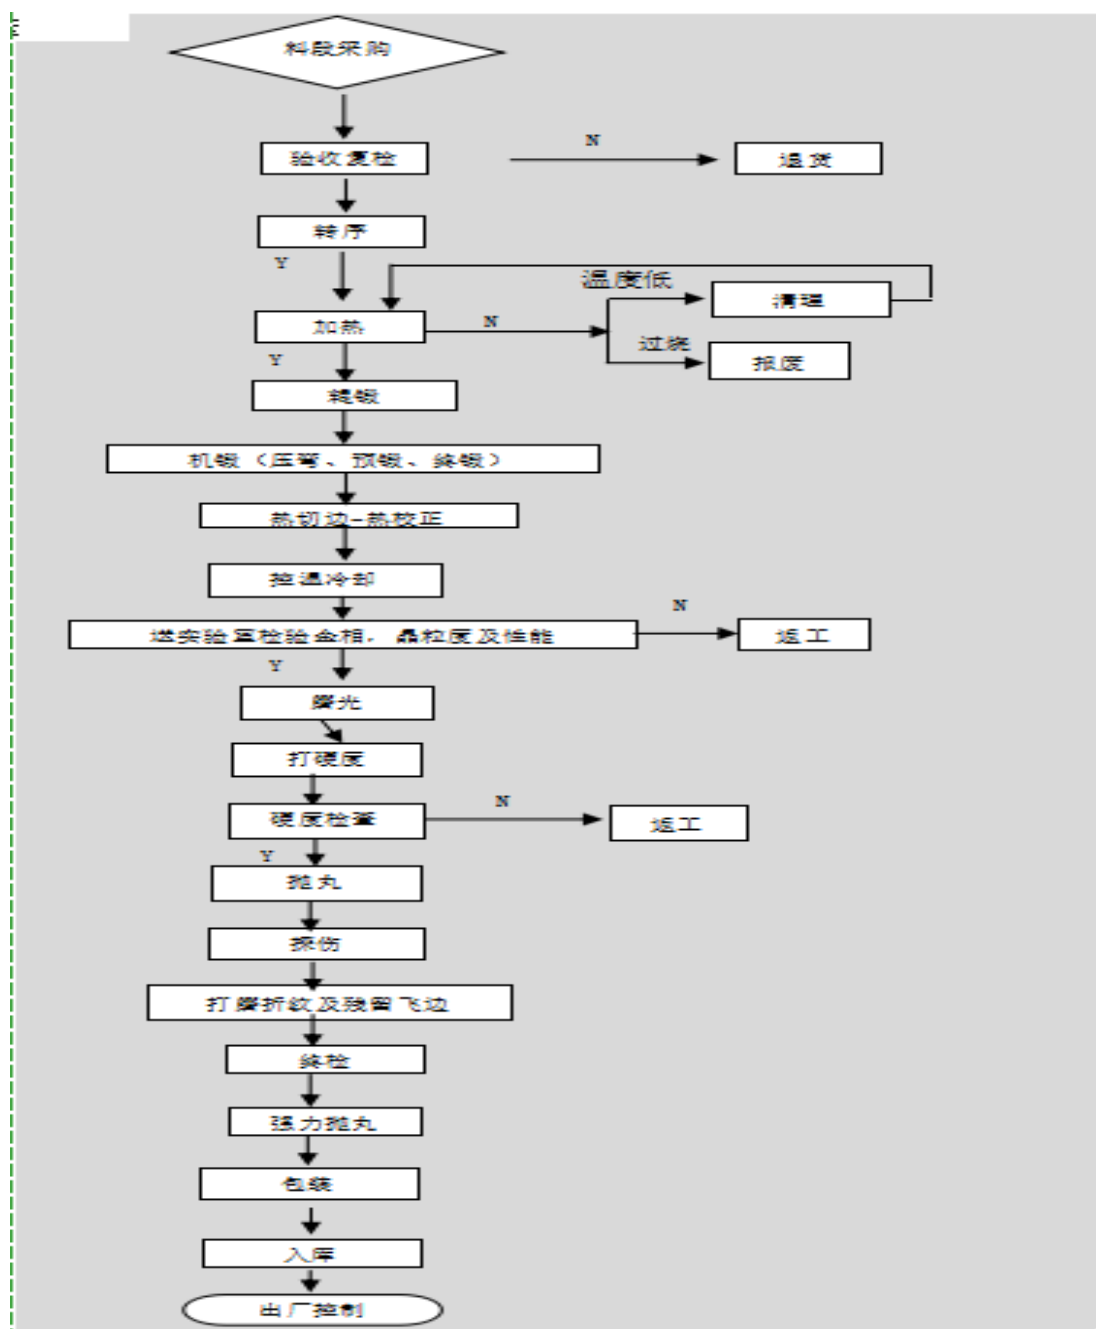 料段采购
N
验收复检
退货
转序
Y
温度低
清理
N
加热
过烧
Y
报废
辊锻
机锻（压弯、预锻、终锻）
热切边-热校正
控温冷却
N
送实验室检验金相，晶粒度及性能
返工
Y
磨光
打硬度
N
硬度检查
返工
Y
抛丸
探伤
打磨折纹及残留飞边
终检
强力抛丸
包装
入库
出厂控制